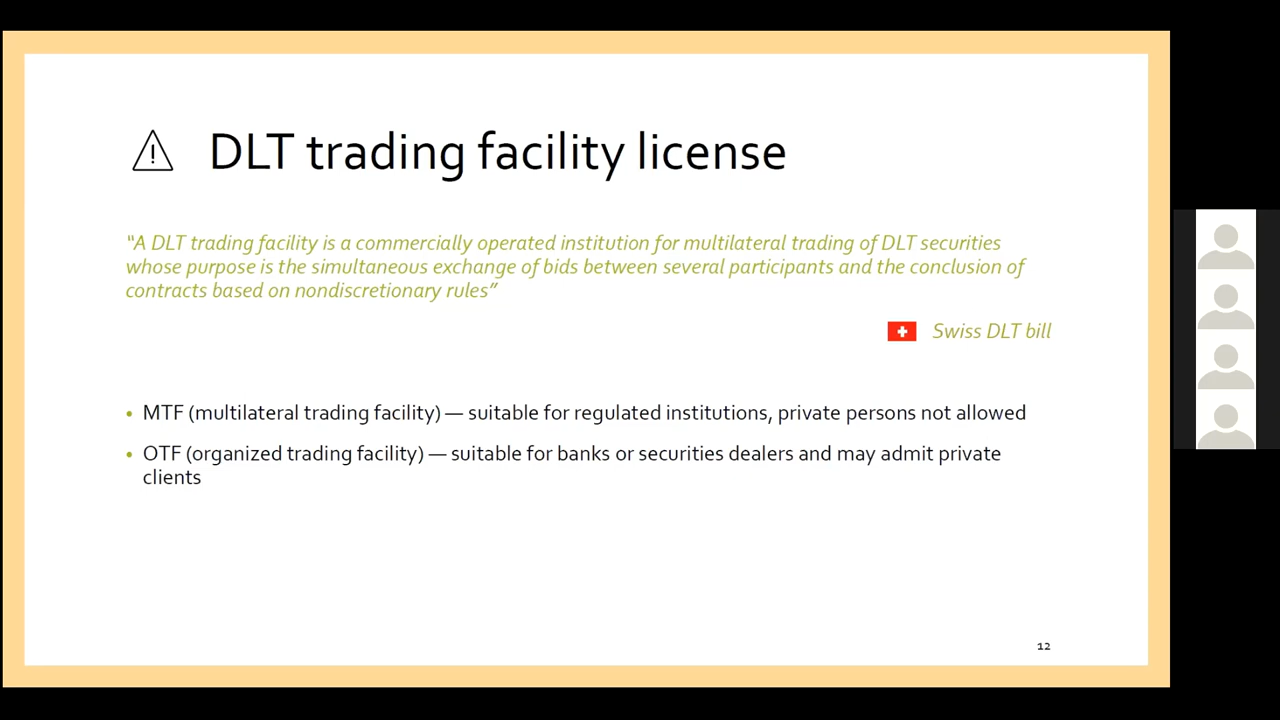 DLT trading facility license
“A DLT trading facility is a commercially operated institution for multilateral trading of DLT securities
whose purpose is the simultaneous exchange of bids between several participants and the conclusion of
contracts based on nondiscretionary rules”
Swiss DLT bill
• MTF (multilateral trading facility) — suitable for regulated institutions, private persons not allowed
• OTF (organized trading facility) — suitable for banks or securities dealers and may admit private
clients
12